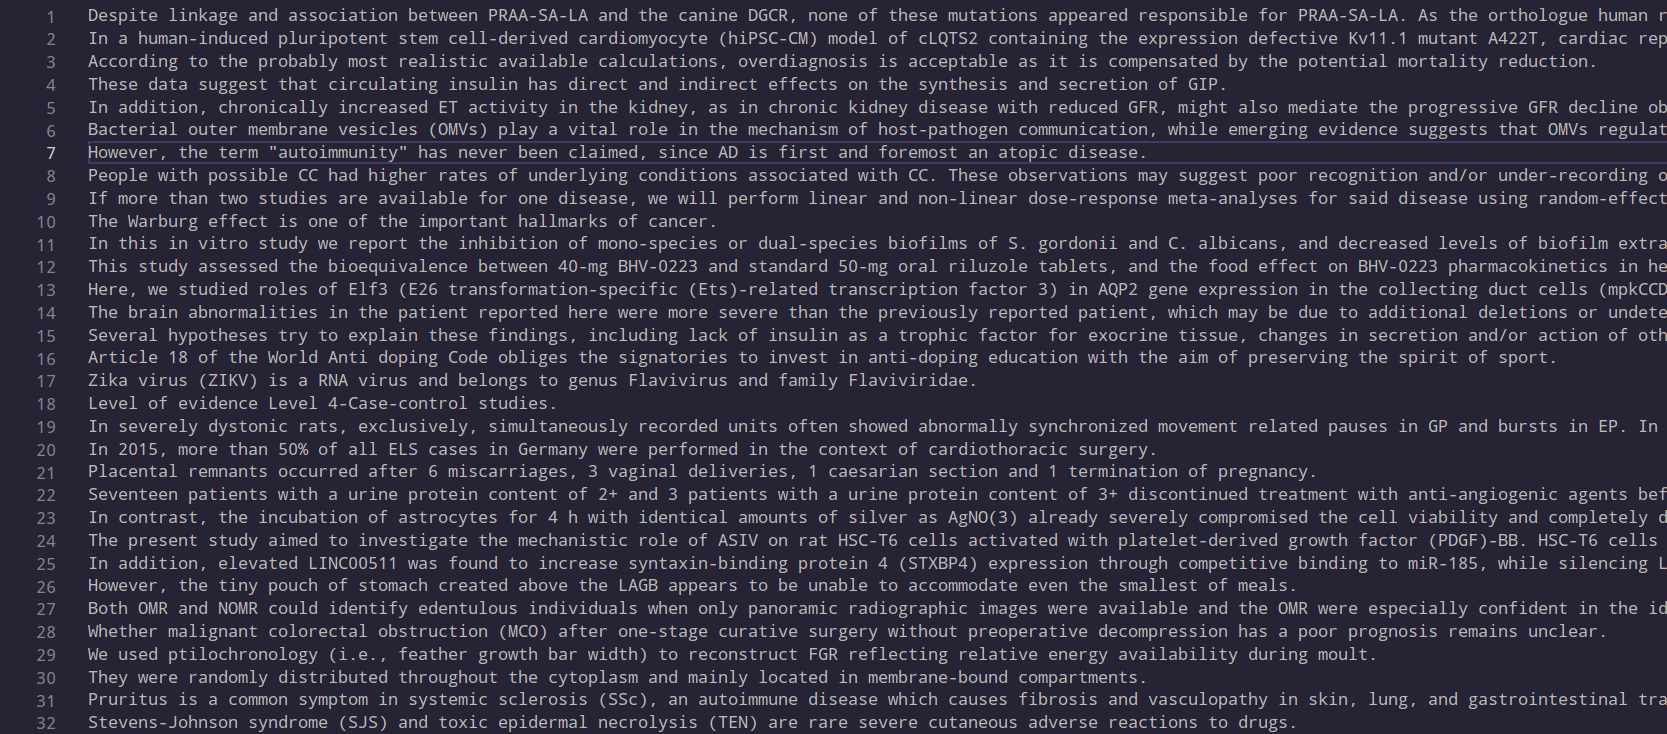 1 Despite linkage and association between PRAA-SA-LA and the canine DGCR, none of these mutations appeared responsible for PRAA-SA-LA. As the orthologue human r
2 In a human-induced pluripotent stem cell-derived cardiomyocyte (hiPSC-CM) model of cLQTS2 containing the expression defective Kv11.1 mutant A422T, cardiac rep
3 According to the probably most realistic available calculations, overdiagnosis is acceptable as it is compensated by the potential mortality reduction.
4 These data suggest that circulating insulin has direct and indirect effects on the synthesis and secretion of GIP.
5 In addition, chronically increased ET activity in the kidney, as in chronic kidney disease with reduced GFR, might also mediate the progressive GFR decline ob
6 Bacterial outer membrane vesicles (OMVs) play a vital role in the mechanism of host-pathogen communication, while emerging evidence suggests that OMVs regulat
7 However, the term "autoimmunity" has never been claimed, since AD is first and foremost an atopic disease.
8 People with possible CC had higher rates of underlying conditions associated with CC. These observations may suggest poor recognition and/or under-recording o
9 If more than two studies are available for one disease, we will perform linear and non-linear dose-response meta-analyses for said disease using random-effect
10 The Warburg effect is one of the important hallmarks of cancer.
11 In this in vitro study we report the inhibition of mono-species or dual-species biofilms of S. gordonii and C. albicans, and decreased levels of biofilm extra
12 This study assessed the bioequivalence between 40-mg BHV-0223 and standard 50-mg oral riluzole tablets, and the food effect on BHV-0223 pharmacokinetics in he
13 Here, we studied roles of Elf3 (E26 transformation-specific (Ets)-related transcription factor 3) in AQP2 gene expression in the collecting duct cells (mpkCCD
14 The brain abnormalities in the patient reported here were more severe than the previously reported patient, which may be due to additional deletions or undete
15 Several hypotheses try to explain these findings, including lack of insulin as a trophic factor for exocrine tissue, changes in secretion and/or action of oth
16 Article 18 of the World Anti doping Code obliges the signatories to invest in anti-doping education with the aim of preserving the spirit of sport.
17 Zika virus (ZIKV) is a RNA virus and belongs to genus Flavivirus and family Flaviviridae.
18 Level of evidence Level 4-Case-control studies.
19 In severely dystonic rats, exclusively, simultaneously recorded units often showed abnormally synchronized movement related pauses in GP and bursts in EP. In
20 In 2015, more than 50% of all ELS cases in Germany were performed in the context of cardiothoracic surgery.
21 Placental remnants occurred after 6 miscarriages, 3 vaginal deliveries, 1 caesarian section and 1 termination of pregnancy.
22 Seventeen patients with a urine protein content of 2+ and 3 patients with a urine protein content of 3+ discontinued treatment with anti-angiogenic agents bef
23 In contrast, the incubation of astrocytes for 4 h with identical amounts of silver as AgNO(3) already severely compromised the cell viability and completely d
24 The present study aimed to investigate the mechanistic role of ASIV on rat HSC-T6 cells activated with platelet-derived growth factor (PDGF)-BB. HSC-T6 cells
25 In addition, elevated LINC00511 was found to increase syntaxin-binding protein 4 (STXBP4) expression through competitive binding to miR-185, while silencing L
26 However, the tiny pouch of stomach created above the LAGB appears to be unable to accommodate even the smallest of meals.
27 Both OMR and NOMR could identify edentulous individuals when only panoramic radiographic images were available and the OMR were especially confident in the id
28 Whether malignant colorectal obstruction (MCO) after one-stage curative surgery without preoperative decompression has a poor prognosis remains unclear.
29 We used ptilochronology (i.e., feather growth bar width) to reconstruct FGR reflecting relative energy availability during moult.
30 They were randomly distributed throughout the cytoplasm and mainly located in membrane-bound compartments.
31 Pruritus is a common symptom in systemic sclerosis (SSc), an autoimmune disease which causes fibrosis and vasculopathy in skin, lung, and gastrointestinal tra
32 Stevens-Johnson syndrome (SJS) and toxic epidermal necrolysis (TEN) are rare severe cutaneous adverse reactions to drugs.